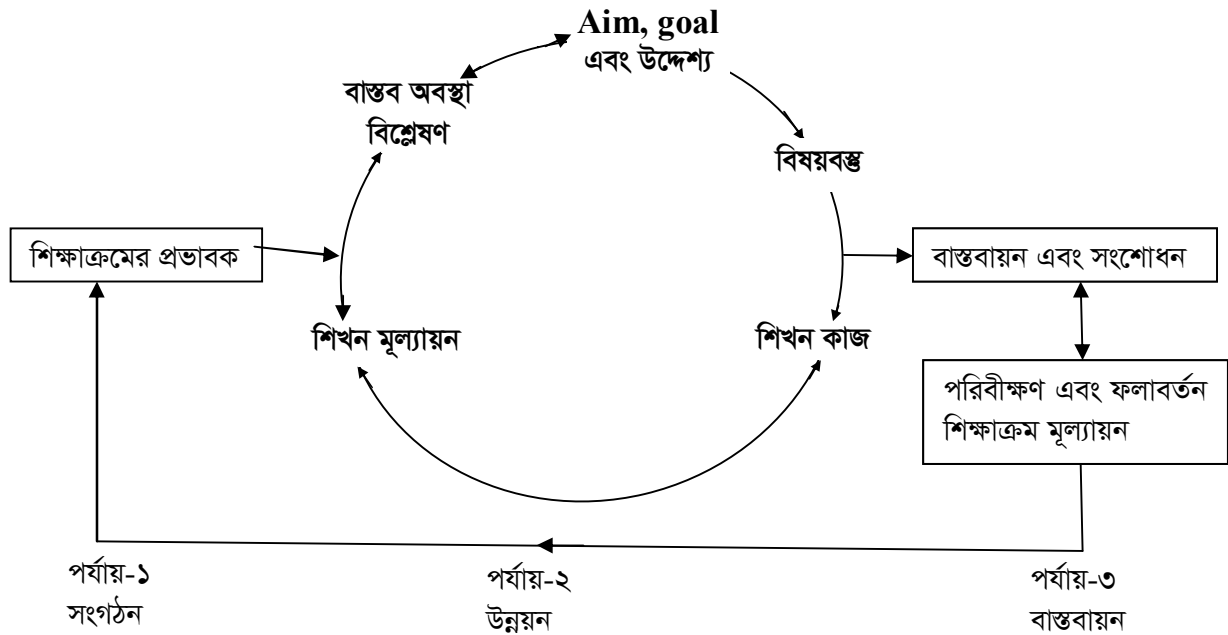 Aim, goal
এবং উদ্দেশ্য
বাস্তব অবস্থা
বিশ্লেষণ
বিষয়বস্তু
শিক্ষাক্রমের প্রভাবক
বাস্তবায়ন এবং সংশোধন
শিখন মূল্যায়ন
শিখন কাজ
পরিবীক্ষণ এবং ফলাবর্তন
শিক্ষাক্রম মূল্যায়ন
পর্যায়-১
সংগঠন
পর্যায়-২
উন্নয়ন
পর্যায়-৩
বাস্তবায়ন